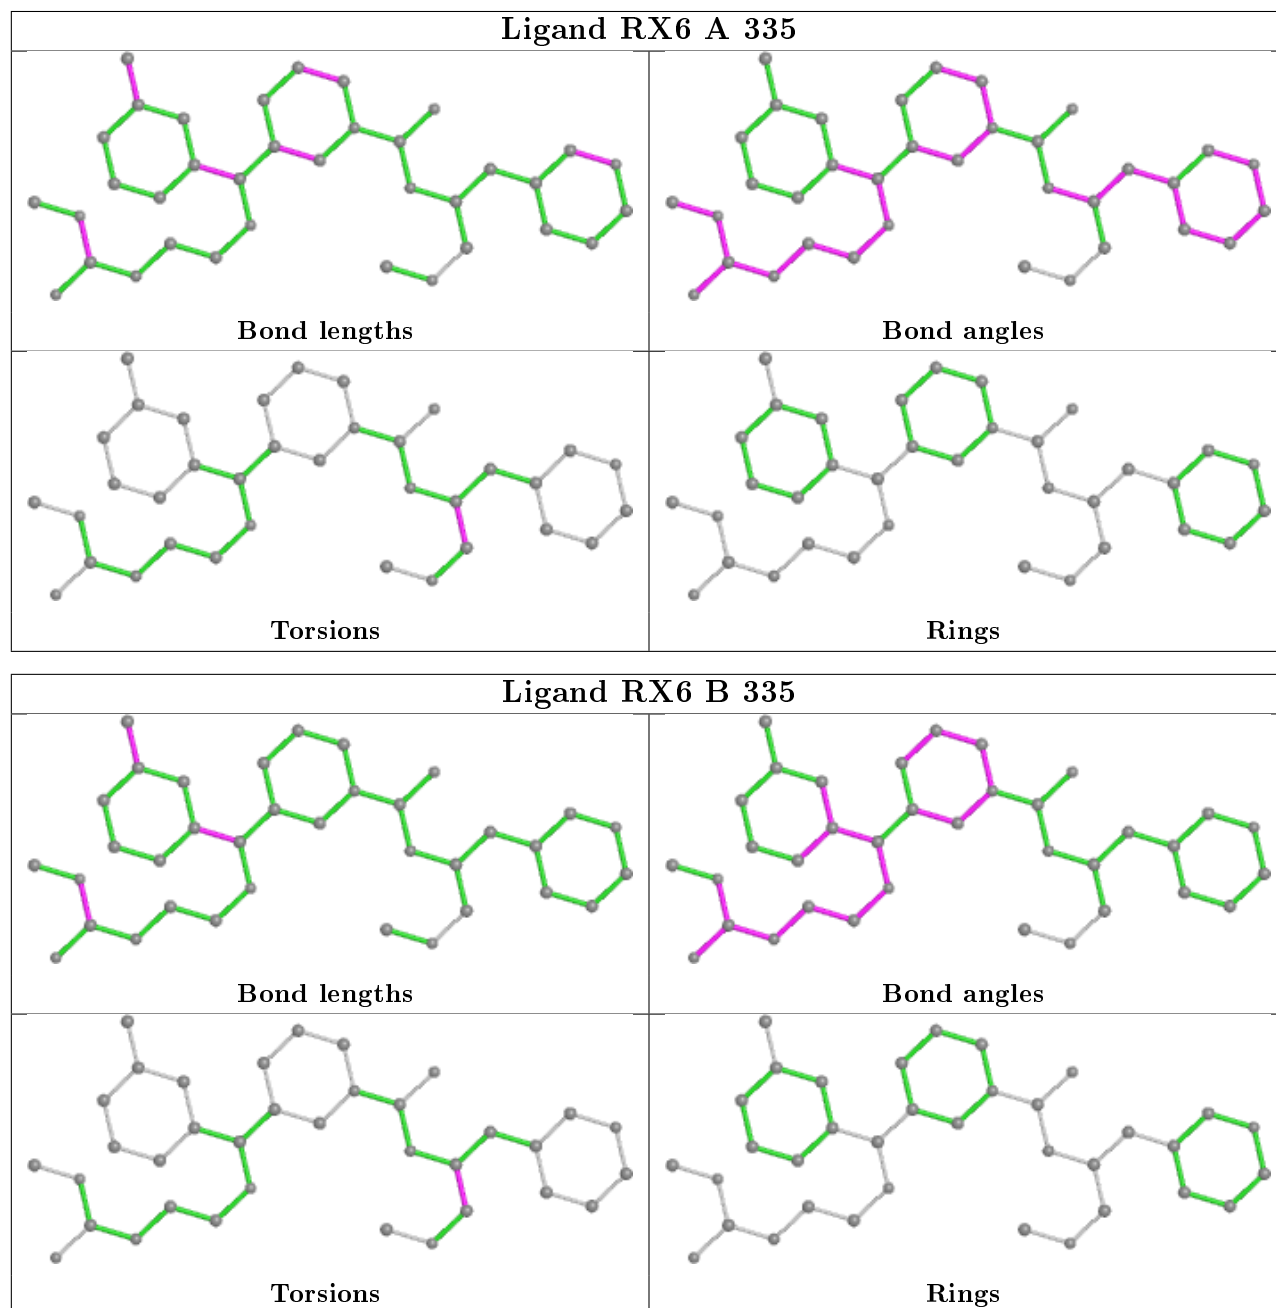 Ligand RX6 A 335
Bond lengths
Bond angles
Torsions
Rings
Ligand RX6 B 335
Bond lengths
Bond angles
Torsions
Rings